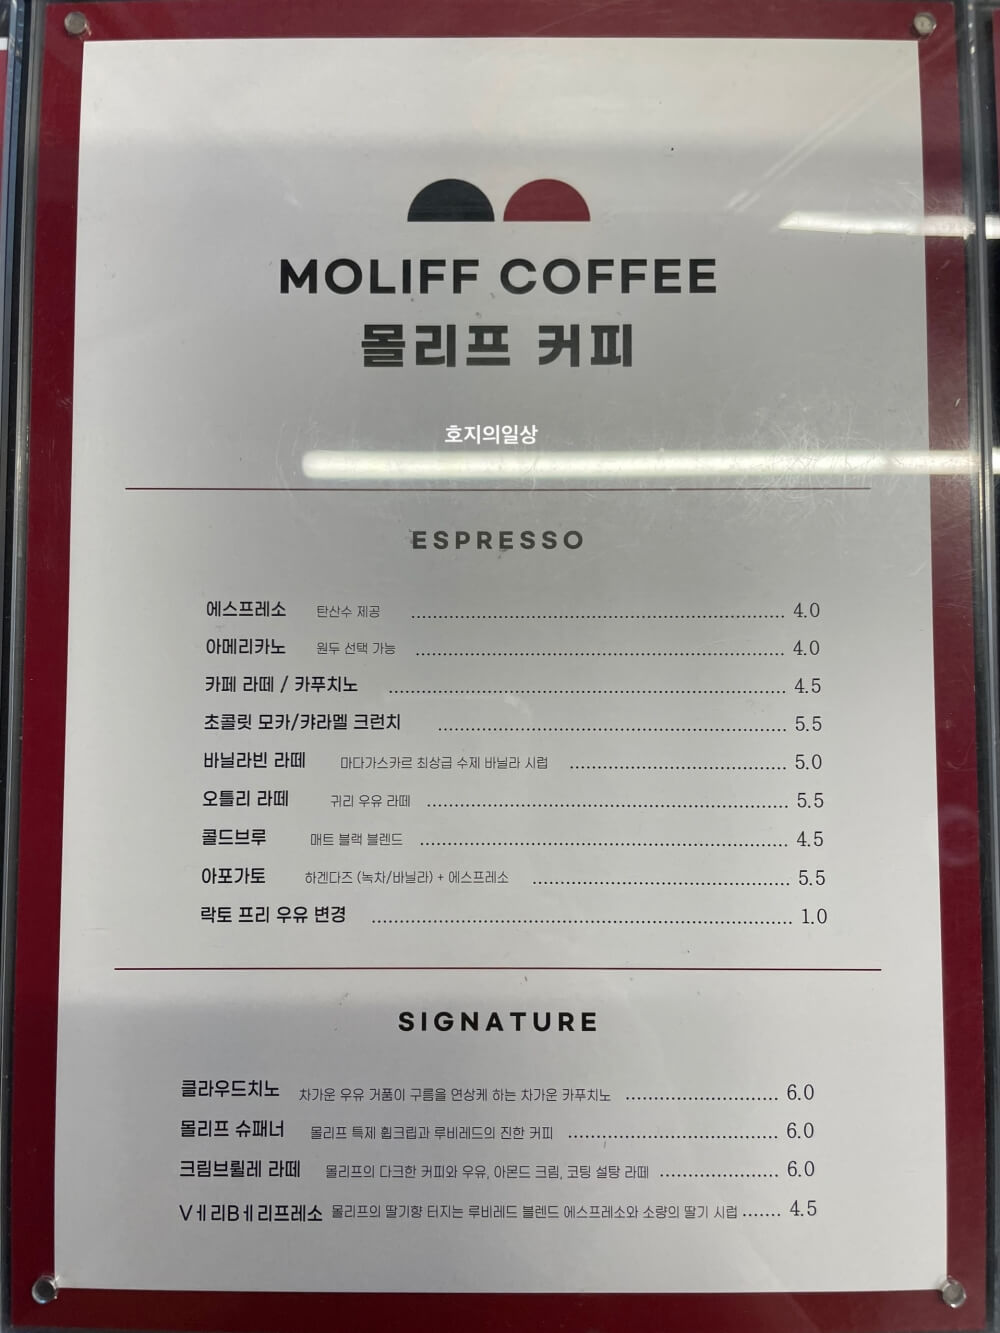 MOLIFF COFFEE
몰리프 커피
호지의일상
ESPRESSO
에스프레소 탄산수 제공 4.0
아메리카노 원두 선택 가능 4.0
카페 라떼 / 카푸치노 4.5
초콜릿 모카/캬라멜 크런치 5.5
바닐라빈 라떼 마다가스카르 최상급 수제 바닐라 시럽 5.0
오틀리 라떼 귀리 우유 라떼 5.5
콜드브루 매트 블랙 블렌드 4.5
아포가토 하겐다즈 (녹차/바닐라) + 에스프레소 5.5
락토 프리 우유 변경 1.0
SIGNATURE
클라우드치노 차가운 우유 거품이 구름을 연상케 하는 차가운 카푸치노 6.0
몰리프 슈패너 몰리프 특제 휩크림과 루비레드의 진한 커피 6.0
크림브륄레 라떼 몰리프의 다크한 커피와 우유, 아몬드 크림, 코팅 설탕 라떼 6.0
Vㅔ리Bㅔ리프레소 몰리프의 딸기향 터지는 루비레드 블렌드 에스프레소와 소량의 딸기 시럽 4.5